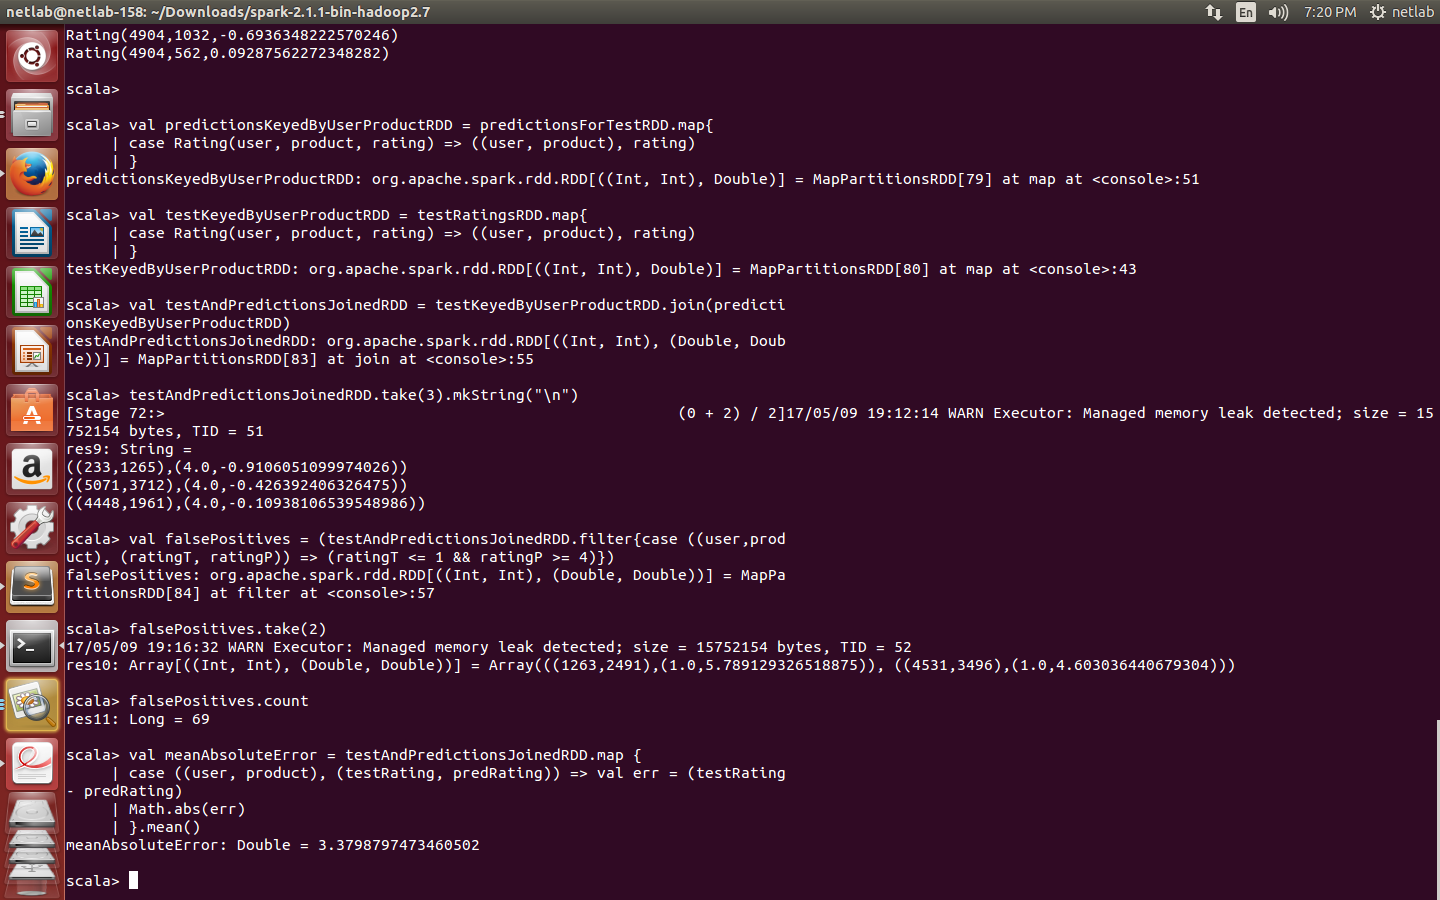 netlab@netlab-158: ~/Downloads/spark-2.1.1-bin-hadoop2.7
En
7:20 PM
netlab
Rating(4904,1032,-0.6936348222570246)
Rating(4904,562,0.09287562272348282)
scala>
scala> val predictionsKeyedByUserProductRDD = predictionsForTestRDD.map{
     | case Rating(user, product, rating) => ((user, product), rating)
     | }
predictionsKeyedByUserProductRDD: org.apache.spark.rdd.RDD[((Int, Int), Double)] = MapPartitionsRDD[79] at map at <console>:51
scala> val testKeyedByUserProductRDD = testRatingsRDD.map{
     | case Rating(user, product, rating) => ((user, product), rating)
     | }
testKeyedByUserProductRDD: org.apache.spark.rdd.RDD[((Int, Int), Double)] = MapPartitionsRDD[80] at map at <console>:43
scala> val testAndPredictionsJoinedRDD = testKeyedByUserProductRDD.join(predicti
onsKeyedByUserProductRDD)
testAndPredictionsJoinedRDD: org.apache.spark.rdd.RDD[((Int, Int), (Double, Doub
le))] = MapPartitionsRDD[83] at join at <console>:55
scala> testAndPredictionsJoinedRDD.take(3).mkString("\n")
[Stage 72:>                                                         (0 + 2) / 2]17/05/09 19:12:14 WARN Executor: Managed memory leak detected; size = 15
752154 bytes, TID = 51
res9: String =
((233,1265),(4.0,-0.9106051099974026))
((5071,3712),(4.0,-0.426392406326475))
((4448,1961),(4.0,-0.10938106539548986))
scala> val falsePositives = (testAndPredictionsJoinedRDD.filter{case ((user,prod
uct), (ratingT, ratingP)) => (ratingT <= 1 && ratingP >= 4)})
falsePositives: org.apache.spark.rdd.RDD[((Int, Int), (Double, Double))] = MapPa
rtitionsRDD[84] at filter at <console>:57
scala> falsePositives.take(2)
17/05/09 19:16:32 WARN Executor: Managed memory leak detected; size = 15752154 bytes, TID = 52
res10: Array[((Int, Int), (Double, Double))] = Array(((1263,2491),(1.0,5.789129326518875)), ((4531,3496),(1.0,4.603036440679304)))
scala> falsePositives.count
res11: Long = 69
scala> val meanAbsoluteError = testAndPredictionsJoinedRDD.map {
     | case ((user, product), (testRating, predRating)) => val err = (testRating
- predRating)
     | Math.abs(err)
     | }.mean()
meanAbsoluteError: Double = 3.3798797473460502
scala>